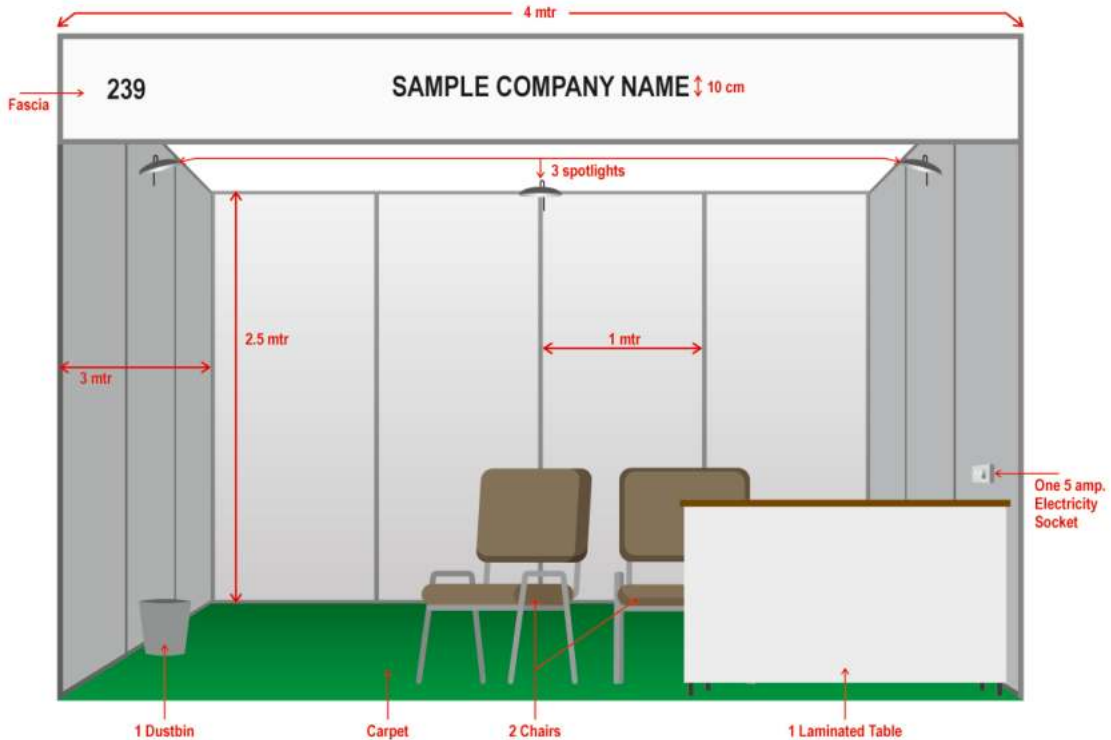 4 mtr
Fascia
239
SAMPLE COMPANY NAME
10 cm
3 spotlights
2.5 mtr
1 mtr
3 mtr
One 5 amp.
Electricity
Socket
1 Dustbin
Carpet
2 Chairs
1 Laminated Table